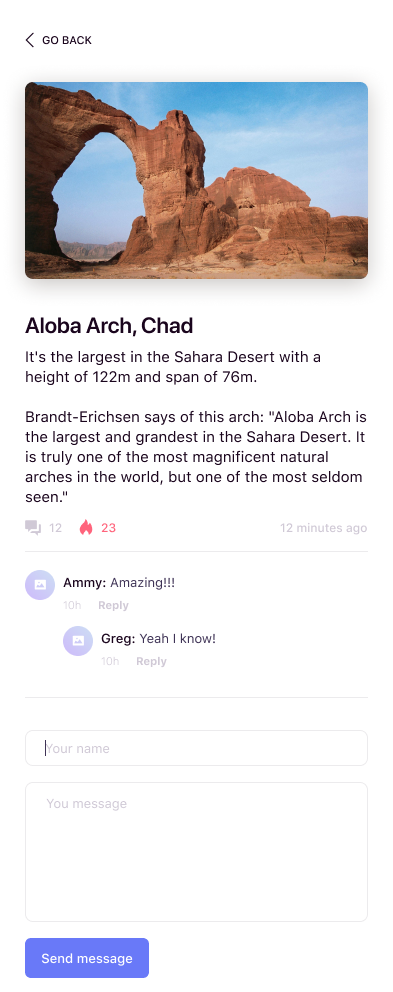 GO BACK
Aloba Arch, Chad
It's the largest in the Sahara Desert with a
height of 122m and span of 76m.
Brandt-Erichsen says of this arch: "Aloba Arch is
the largest and grandest in the Sahara Desert. It
is truly one of the most magnificent natural
arches in the world, but one of the most seldom
seen."
12 23 12 minutes ago
Ammy: Amazing!!!
10h Reply
Greg: Yeah I know!
10h Reply
Your name
You message
Send message